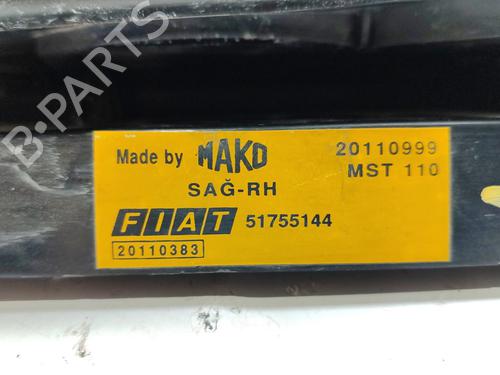 B-PARTS
Made by MAKO 20110999
SAĞ-RH MST 110
FIAT 51755144
20110383